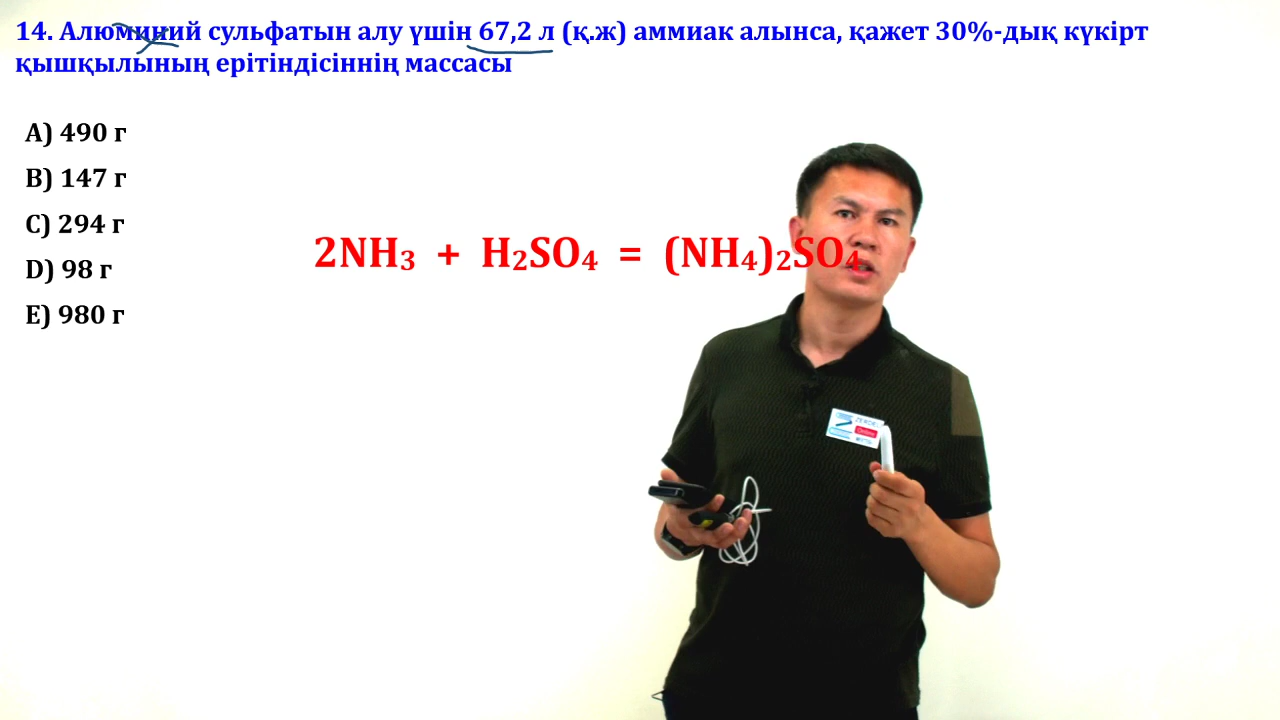 14. Алюминий сульфатын алу үшін 67,2 л (қ.ж) аммиак алынса, қажет 30%-дық күкірт
қышқылының ерітіндісіннің массасы
A) 490 г
B) 147 г
C) 294 г
D) 98 г
E) 980 г
2NH₃ + H₂SO₄ = (NH₄)₂SO₄